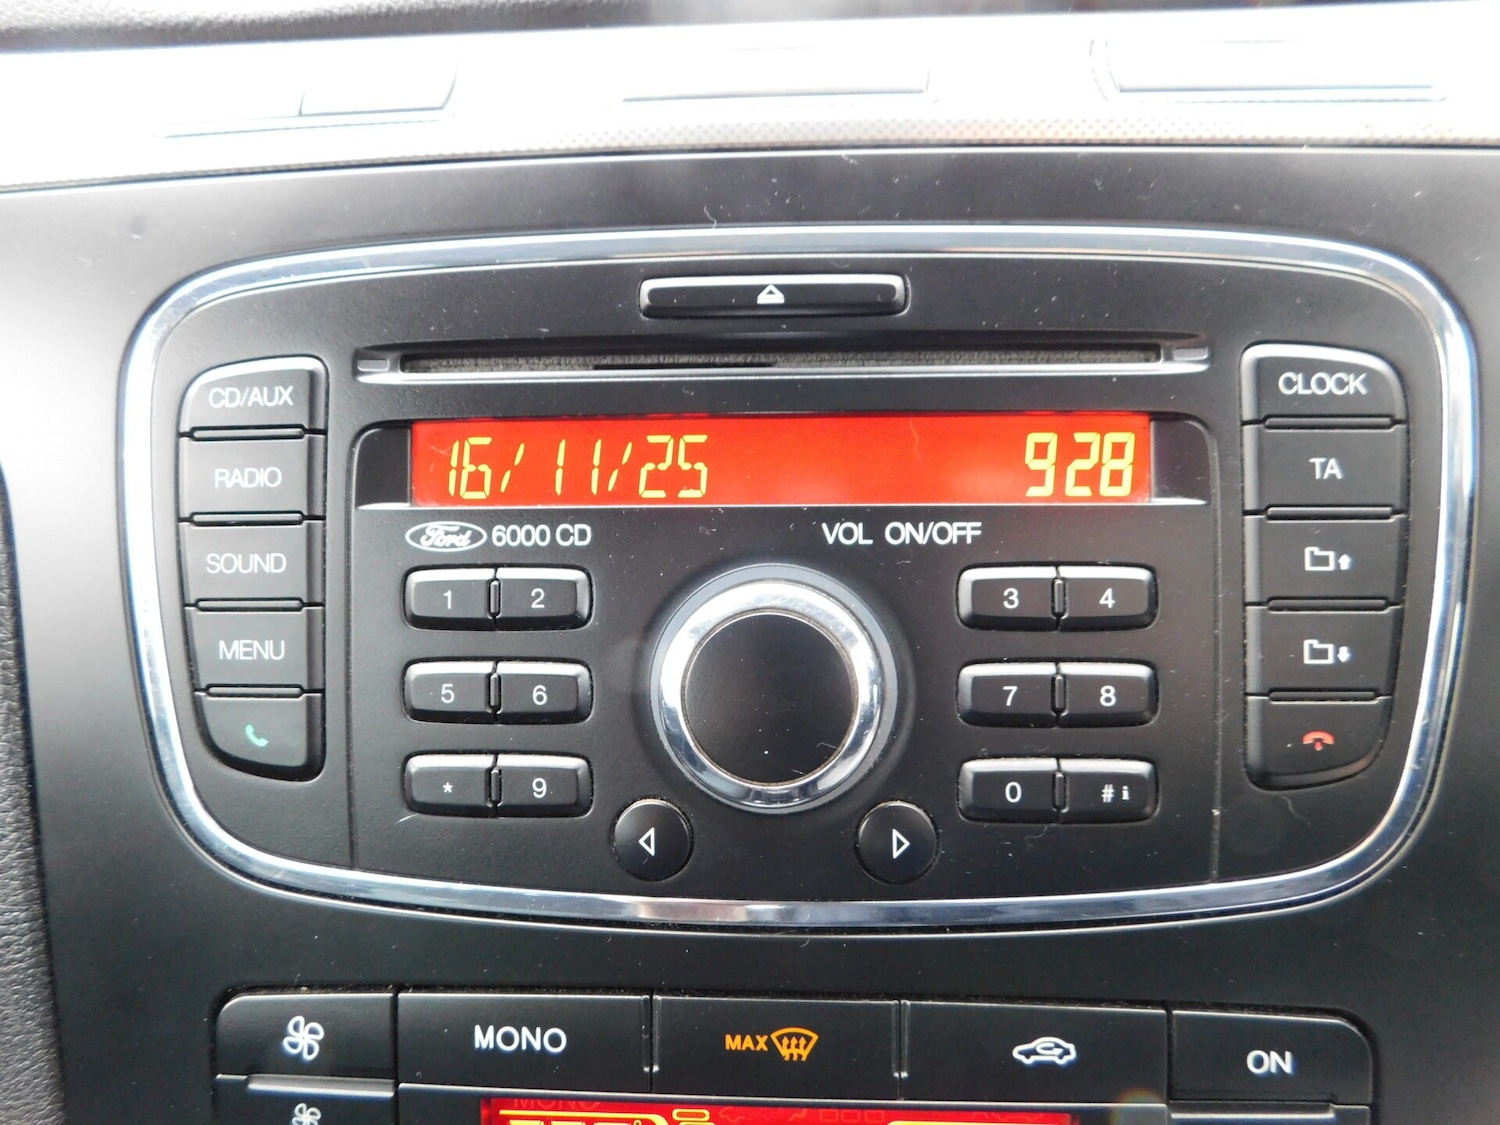 CD/AUX
RADIO
SOUND
MENU
16/11/25 928
Ford 6000 CD VOL ON/OFF
1 2 3 4
5 6 7 8
* 9 0 # i
CLOCK
TA
MONO MAX ON
MONO